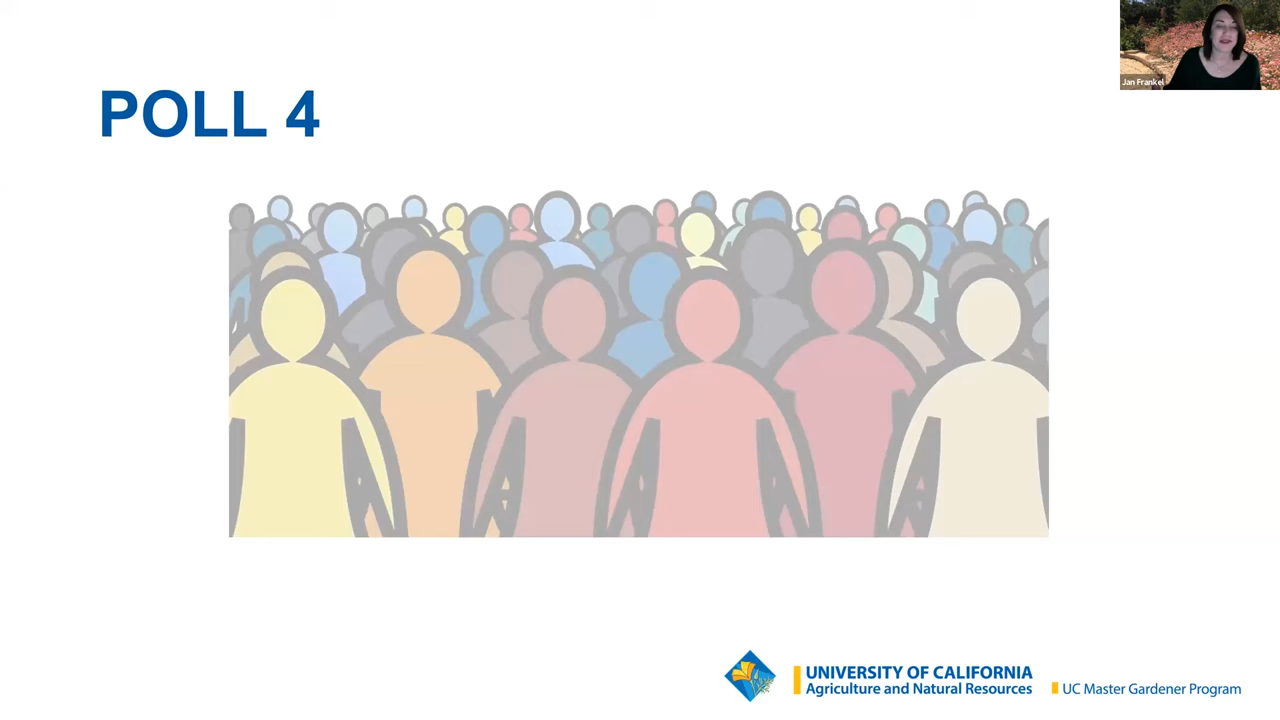 Jan Frankel
POLL 4
UNIVERSITY OF CALIFORNIA
Agriculture and Natural Resources
UC Master Gardener Program